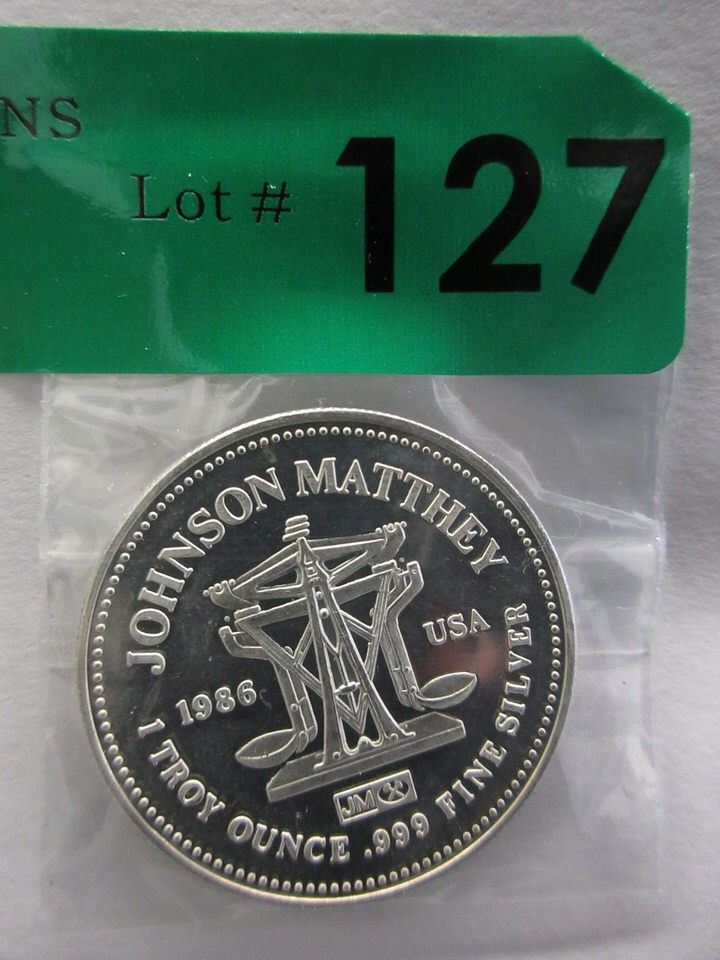 NS
Lot # 127
JOHNSON MATTHEY
USA
1986
JM
1 TROY OUNCE .999 FINE SILVER